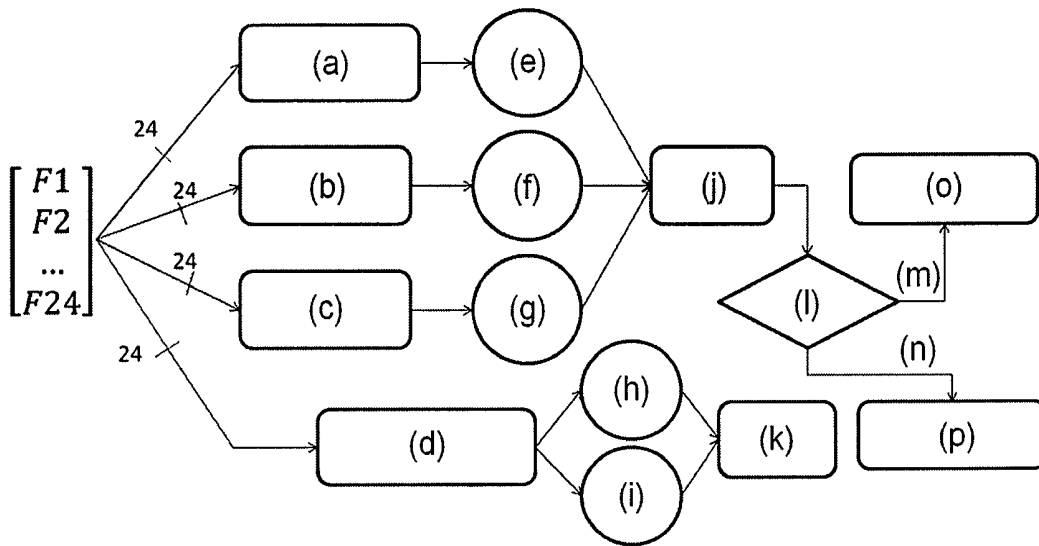 (a)
(e)
24
[F1
F2
...
F24]
24
(b)
(f)
(j)
(o)
24
(c)
(g)
(l)
(m)
(n)
24
(d)
(h)
(i)
(k)
(p)